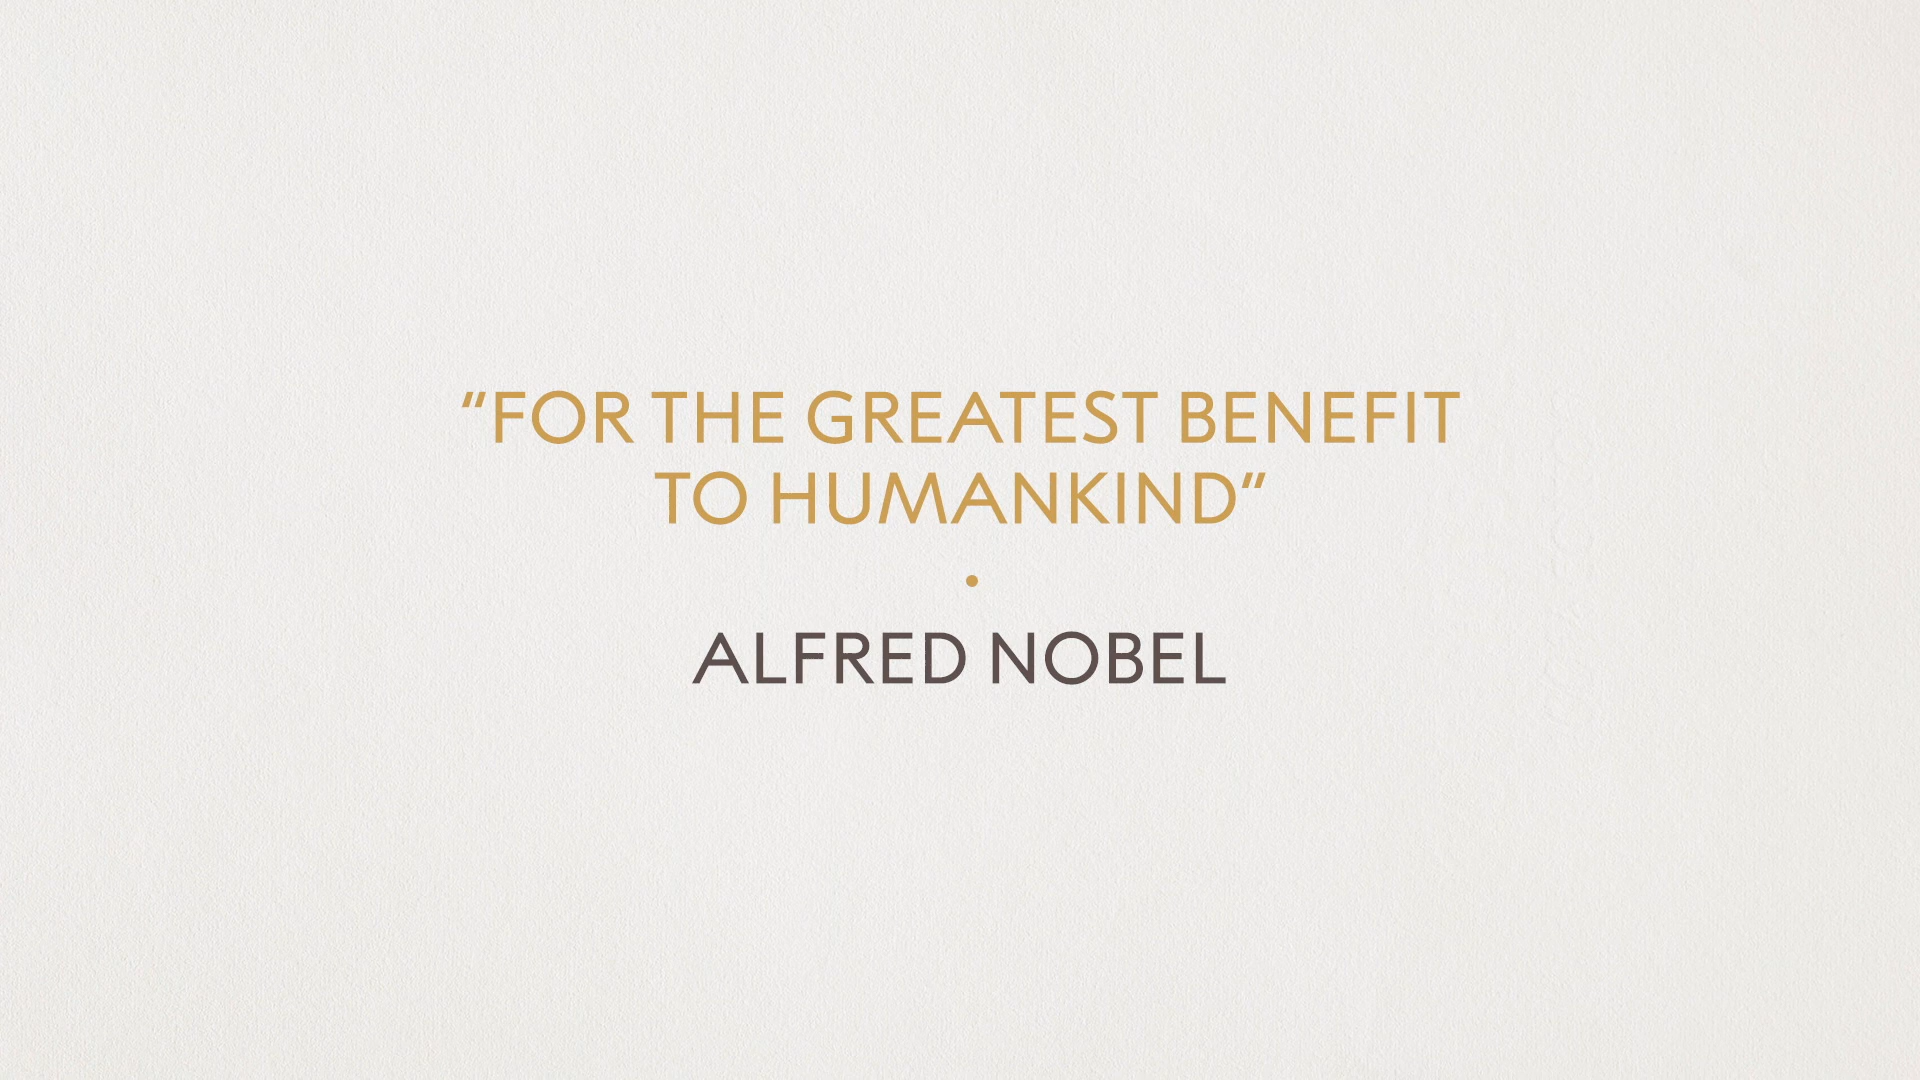 "FOR THE GREATEST BENEFIT
TO HUMANKIND"
•
ALFRED NOBEL